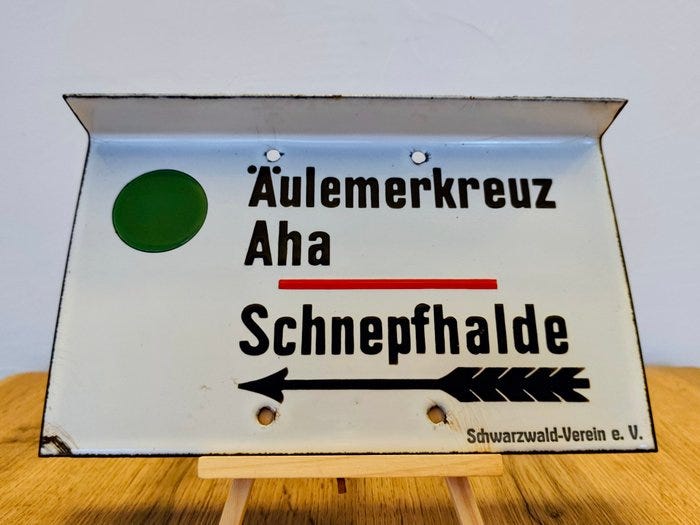 Äulemerkreuz
Aha
Schnepfhalde
Schwarzwald-Verein e. V.